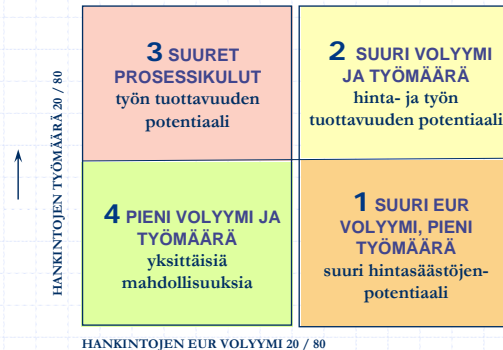 3 SUURET
PROSESSIKULUT
työn tuottavuuden
potentiaali
2 SUURI VOLYYMI
JA TYÖMÄÄRÄ
hinta- ja työn
tuottavuuden potentiaali
HANKINTOJEN TYÖMÄÄRÄ 20 / 80
4 PIENI VOLYYMI JA
TYÖMÄÄRÄ
yksittäisiä
mahdollisuuksia
1 SUURI EUR
VOLYYMI, PIENI
TYÖMÄÄRÄ
suuri hintasäästöjen-
potentiaali
HANKINTOJEN EUR VOLYYMI 20 / 80